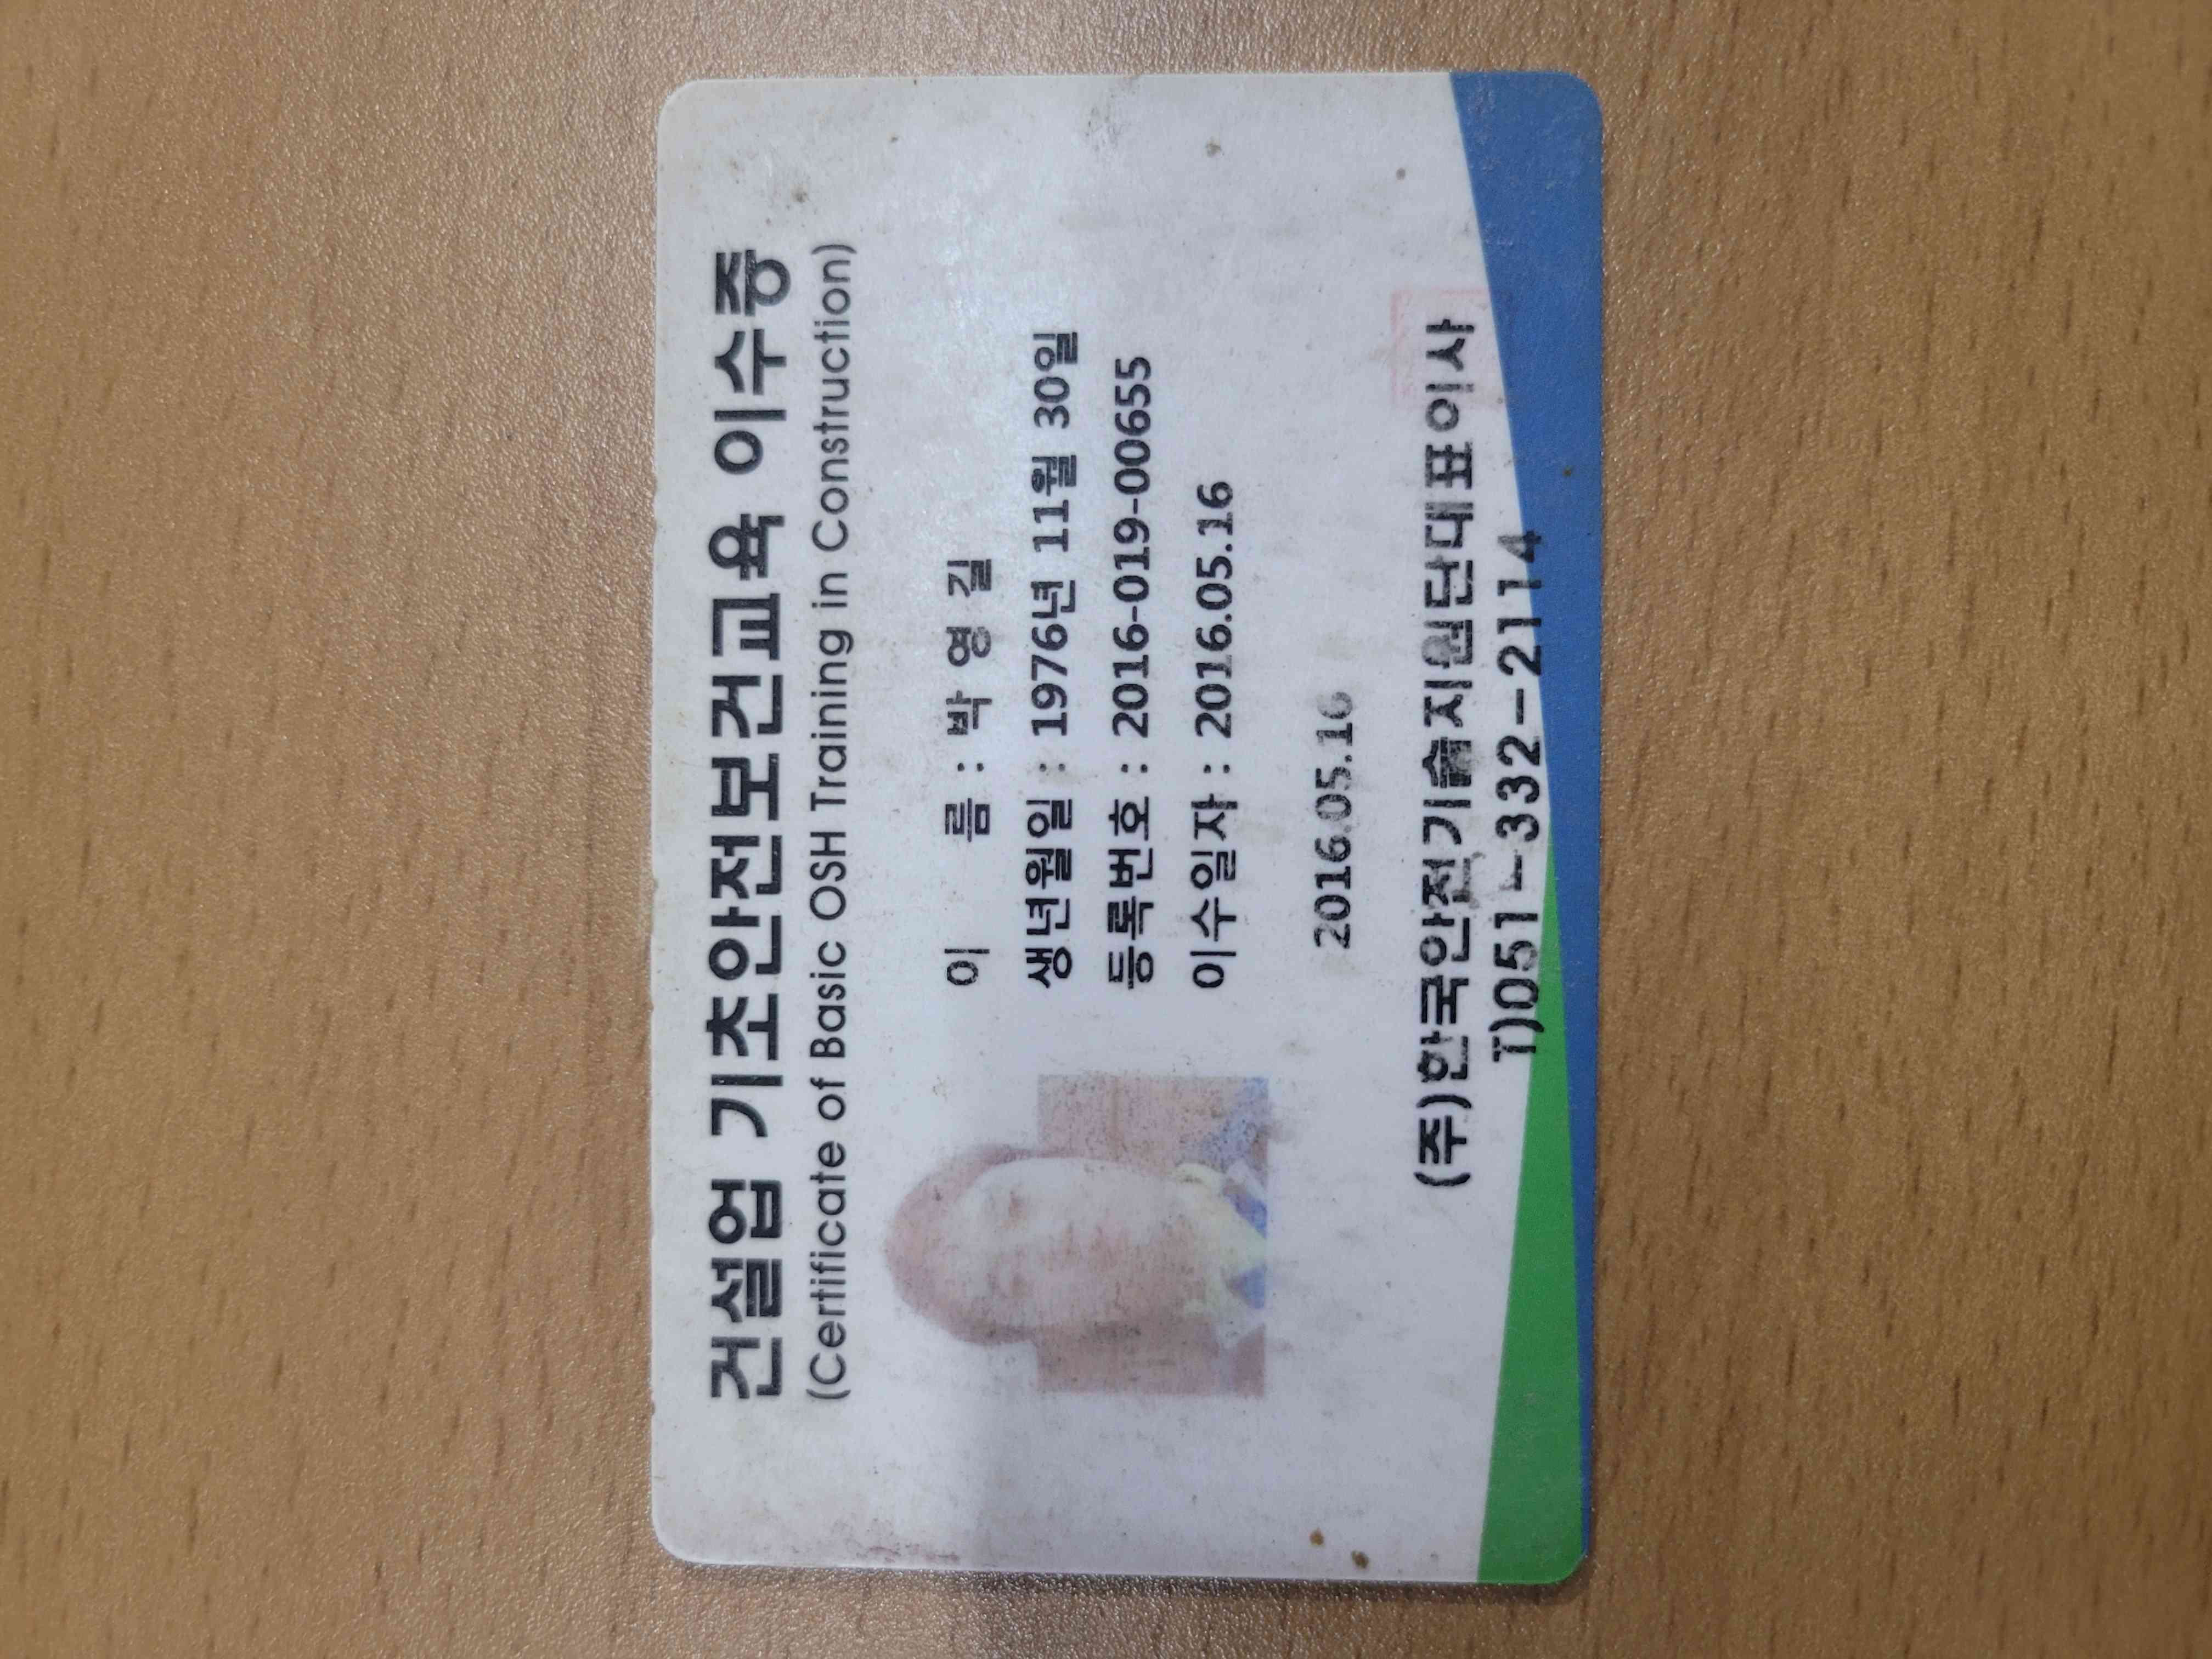 건설업 기초안전보건교육 이수증
(Certificate of Basic OSH Training in Construction)
이 름 : 박 영 길
생년월일 : 1976년 11월 30일
등록번호 : 2016-019-00655
이수일자 : 2016.05.16
2016.05.16
(주)한국안전기술지원단대표이사
T)051-332-2114